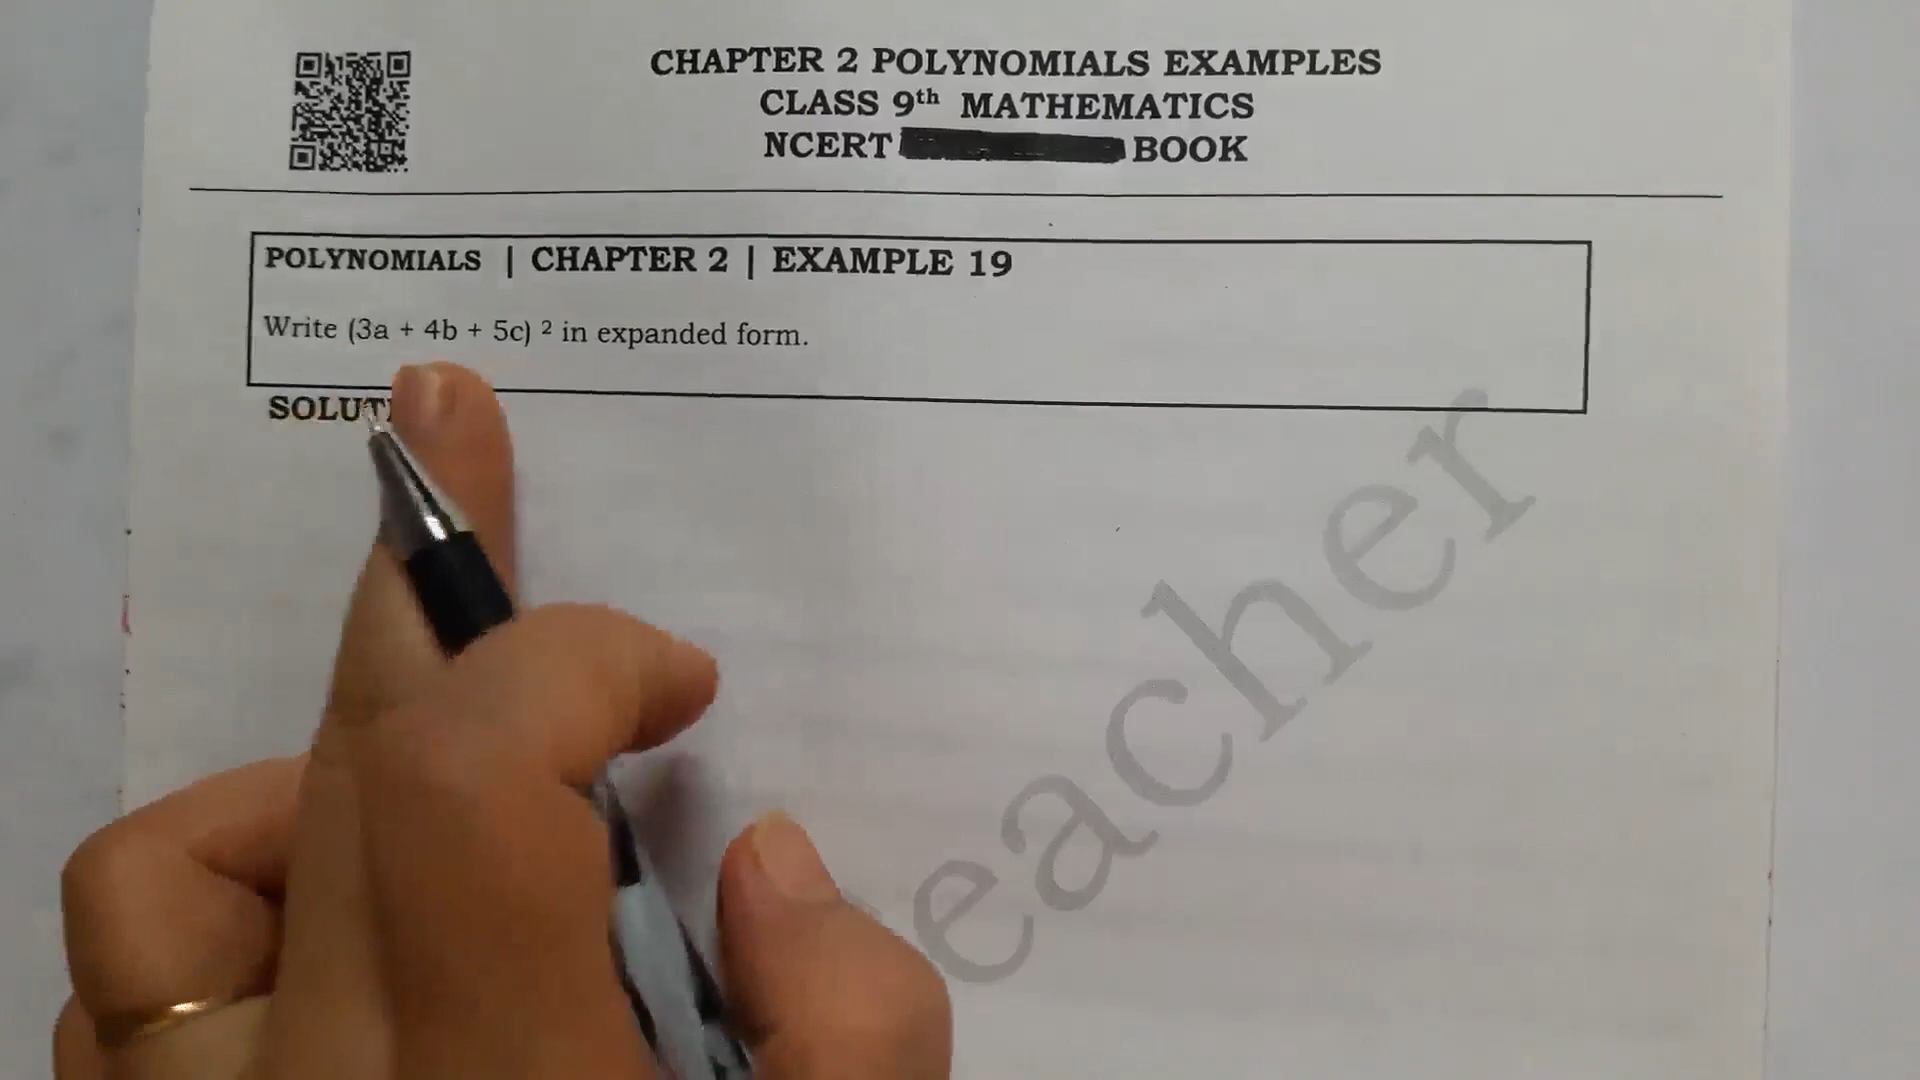 CHAPTER 2 POLYNOMIALS EXAMPLES
CLASS 9th MATHEMATICS
NCERT BOOK
POLYNOMIALS | CHAPTER 2 | EXAMPLE 19
Write (3a + 4b + 5c) ² in expanded form.
SOLUTI
eacher